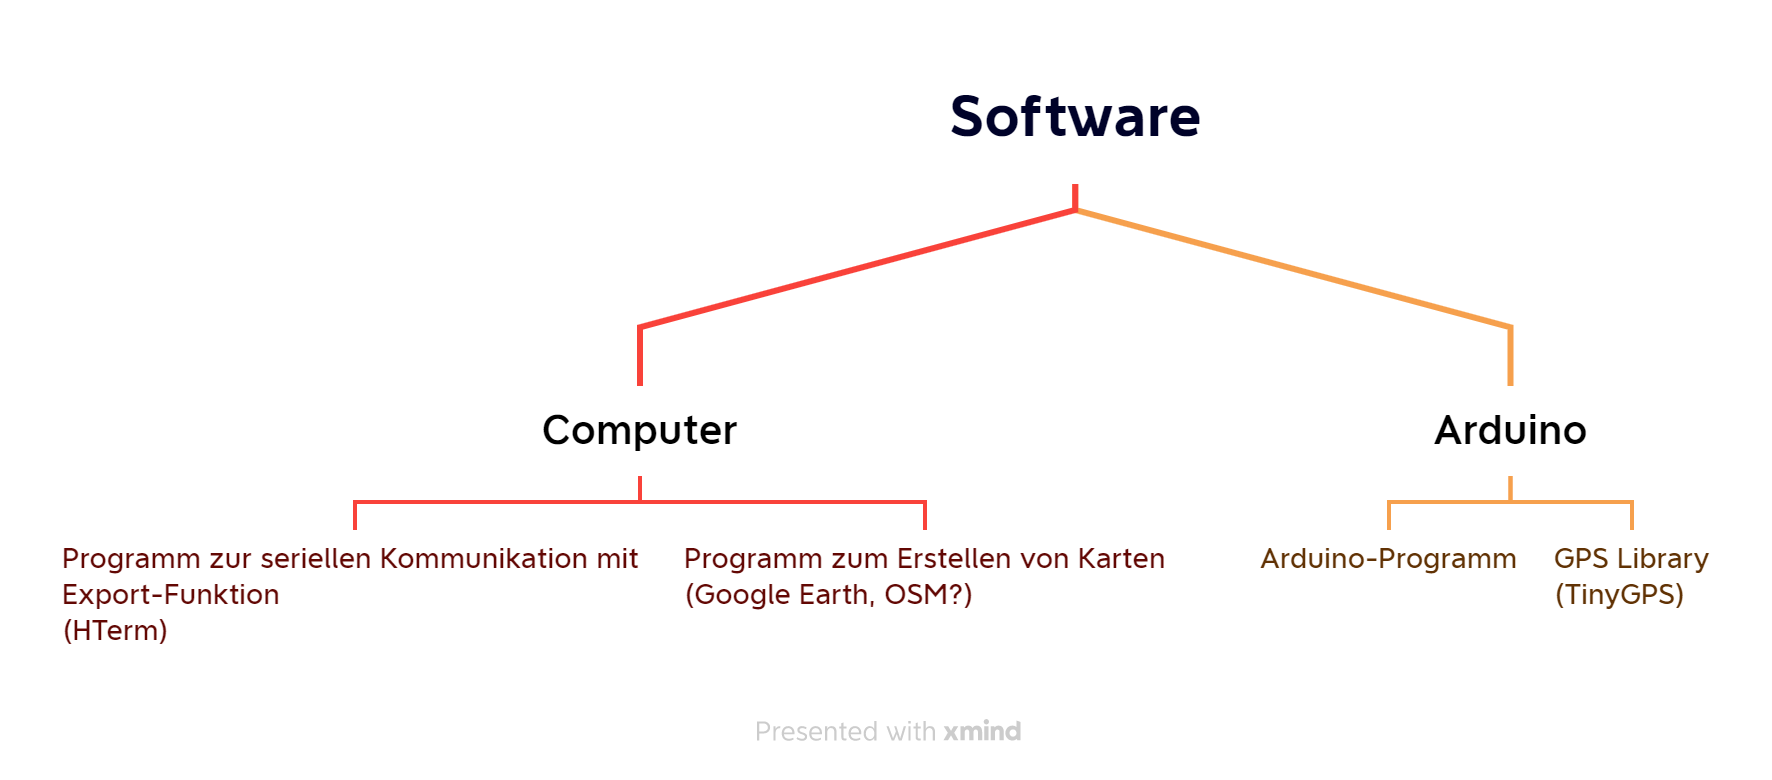 Software
Computer
Arduino
Programm zur seriellen Kommunikation mit
Export-Funktion
(HTerm)
Programm zum Erstellen von Karten
(Google Earth, OSM?)
Arduino-Programm
GPS Library
(TinyGPS)
Presented with xmind